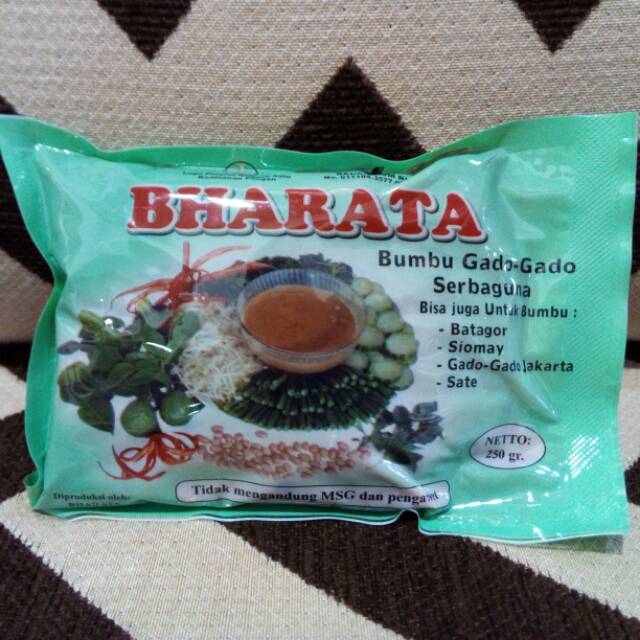 BHARATA
Bumbu Gado-Gado
Serbaguna
Bisa juga Untuk Bumbu :
- Batagor
- Siomay
- Gado-Gado Jakarta
- Sate
NETTO:
250 gr.
Tidak mengandung MSG dan
Diproduksi oleh: